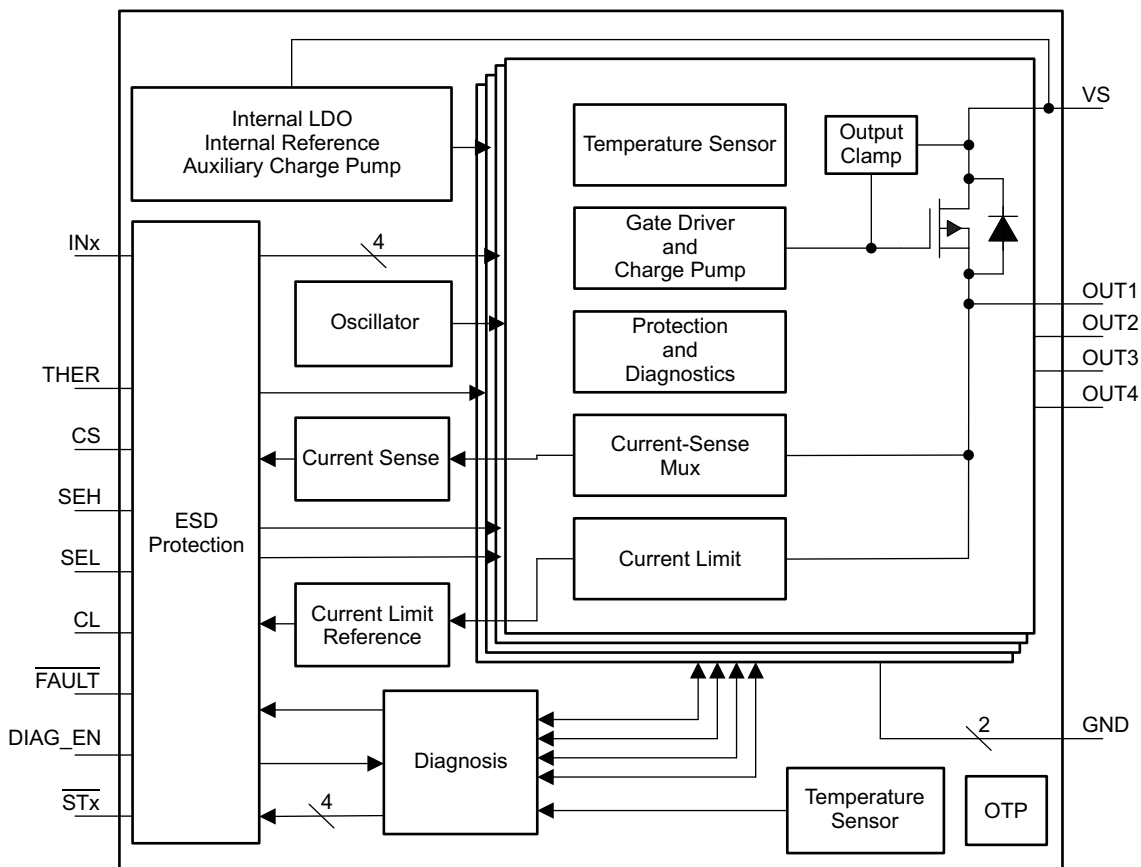 Internal LDO
Internal Reference
Auxiliary Charge Pump
Temperature Sensor
Output
Clamp
VS
INx
4
Gate Driver
and
Charge Pump
Oscillator
Protection
and
Diagnostics
OUT1
OUT2
OUT3
OUT4
THER
CS
Current Sense
Current-Sense
Mux
SEH
ESD
Protection
SEL
Current Limit
CL
Current Limit
Reference
FAULT
DIAG_EN
Diagnosis
2
GND
STx
4
Temperature
Sensor
OTP